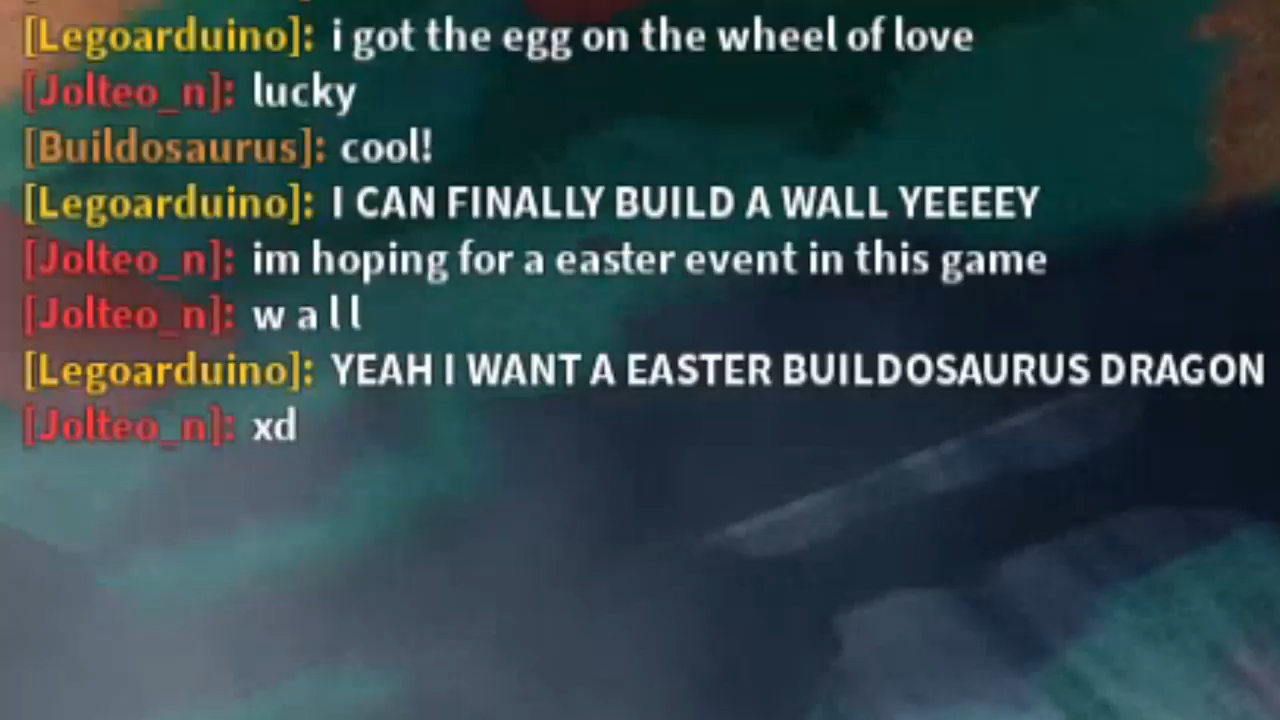 [Legoarduino]: i got the egg on the wheel of love
[Jolteo_n]: lucky
[Buildosaurus]: cool!
[Legoarduino]: I CAN FINALLY BUILD A WALL YEEEEY
[Jolteo_n]: im hoping for a easter event in this game
[Jolteo_n]: w a l l
[Legoarduino]: YEAH I WANT A EASTER BUILDOSAURUS DRAGON
[Jolteo_n]: xd